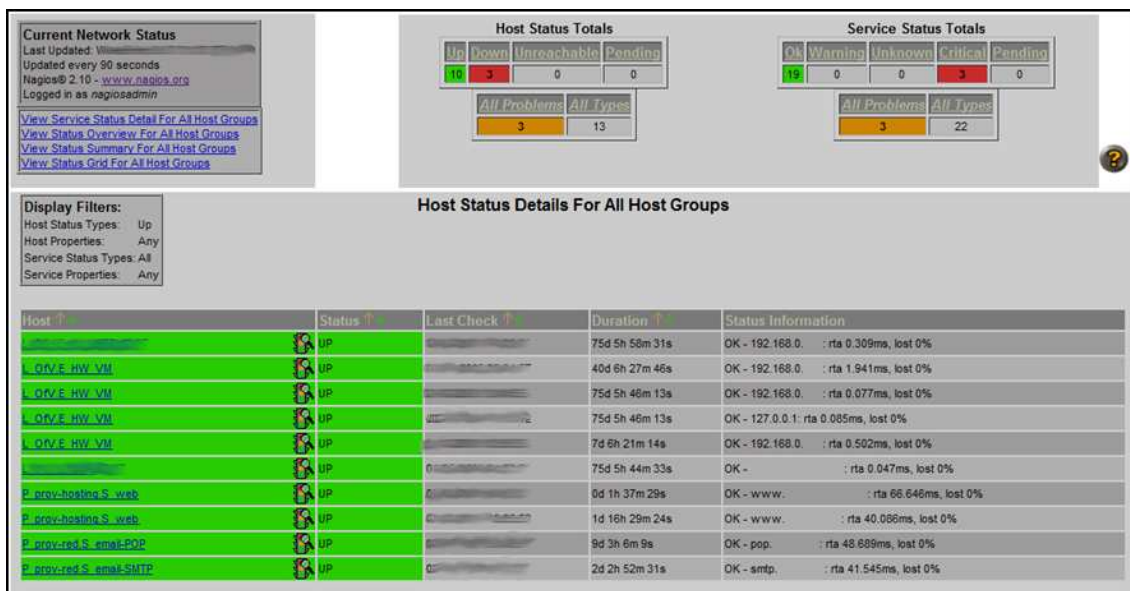 Current Network Status
Last Updated:
Updated every 90 seconds
Nagios® 2.10 - www.nagios.org
Logged in as nagiosadmin
View Service Status Detail For All Host Groups
View Status Overview For All Host Groups
View Status Summary For All Host Groups
View Status Grid For All Host Groups
Host Status Totals
Up Down Unreachable Pending
10 3 0 0
All Problems All Types
3 13
Service Status Totals
Ok Warning Unknown Critical Pending
19 0 0 3 0
All Problems All Types
3 22
?
Display Filters:
Host Status Types: Up
Host Properties: Any
Service Status Types: All
Service Properties: Any
Host Status Details For All Host Groups
Host Status Last Check Duration Status Information
UP 75d 5h 58m 31s OK - 192.168.0. : rta 0.309ms, lost 0%
L_OfV.E_HW_VM UP 40d 6h 27m 46s OK - 192.168.0. : rta 1.941ms, lost 0%
L_OfV.E_HW_VM UP 75d 5h 46m 13s OK - 192.168.0. : rta 0.077ms, lost 0%
L_OfV.E_HW_VM UP 75d 5h 46m 13s OK - 127.0.0.1: rta 0.085ms, lost 0%
L_OfV.E_HW_VM UP 7d 6h 21m 14s OK - 192.168.0. : rta 0.502ms, lost 0%
UP 75d 5h 44m 33s OK - : rta 0.047ms, lost 0%
P_prov-hosting.S_web UP 0d 1h 37m 29s OK - www. : rta 66.646ms, lost 0%
P_prov-hosting.S_web UP 1d 16h 29m 24s OK - www. : rta 40.086ms, lost 0%
P_prov-red.S_email-POP UP 9d 3h 6m 9s OK - pop. : rta 48.689ms, lost 0%
P_prov-red.S_email-SMTP UP 2d 2h 52m 31s OK - smtp. : rta 41.545ms, lost 0%